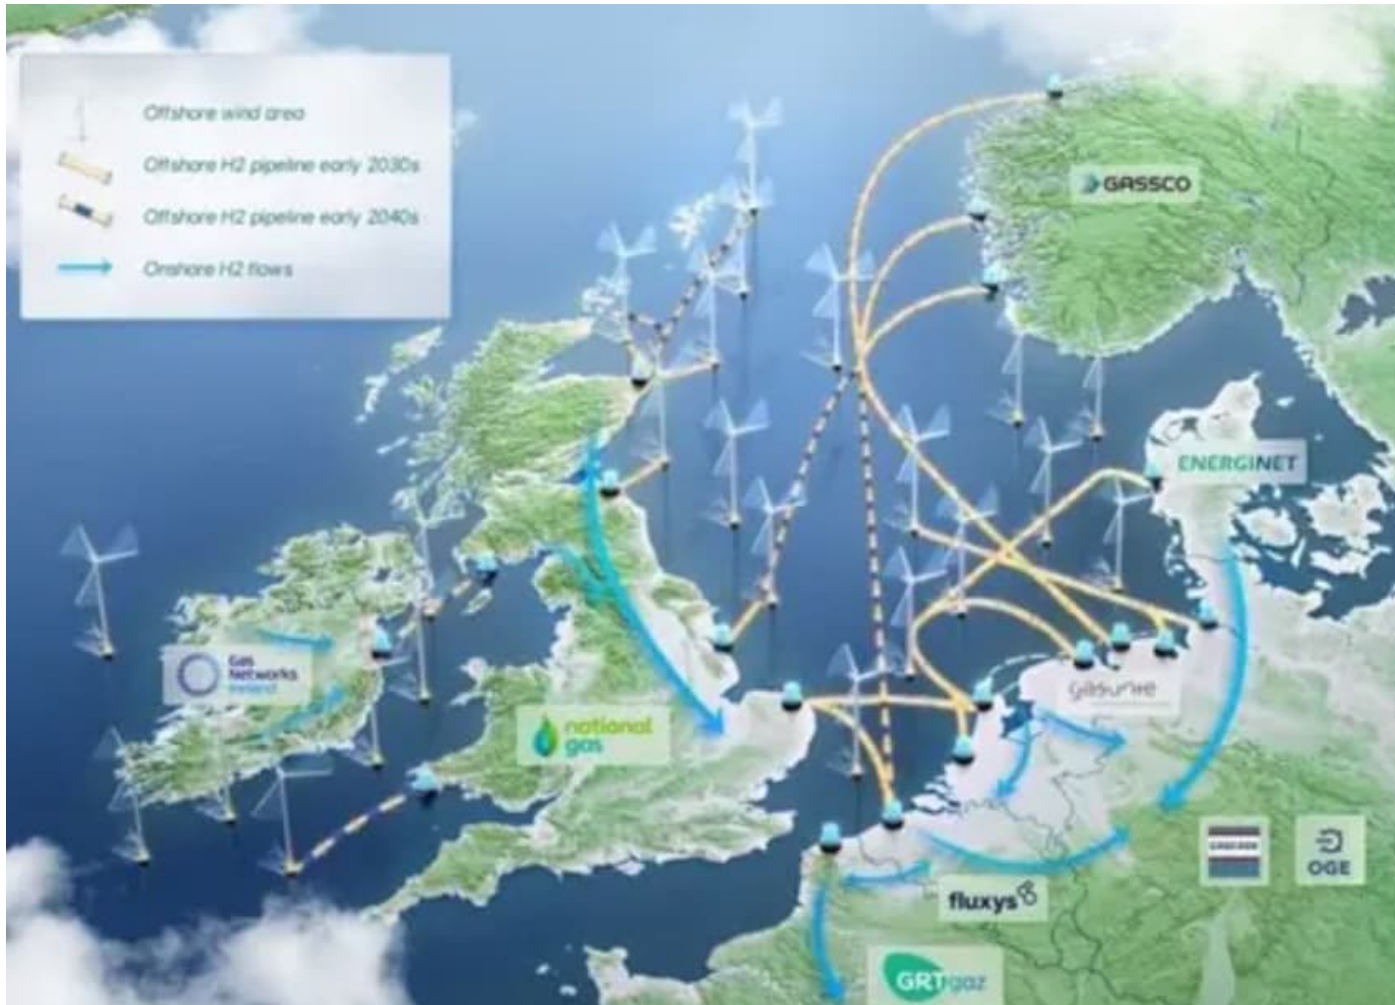 Offshore wind area
Offshore H2 pipeline early 2030s
Offshore H2 pipeline early 2040s
Onshore H2 flows
GASSCO
ENERGINET
Gas
Networks
Ireland
national
gas
gasunie
GASCADE
OGE
fluxys
GRTgaz